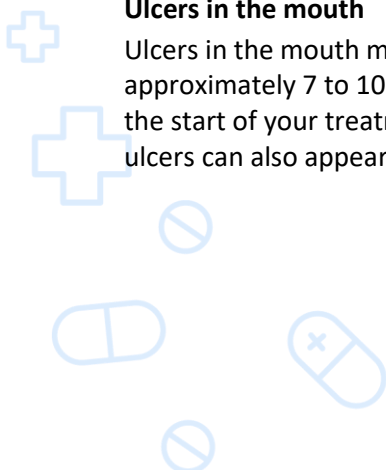 Ulcers in the mouth
Ulcers in the mouth
approximately 7 to 10
the start of your
ulcers can also appear